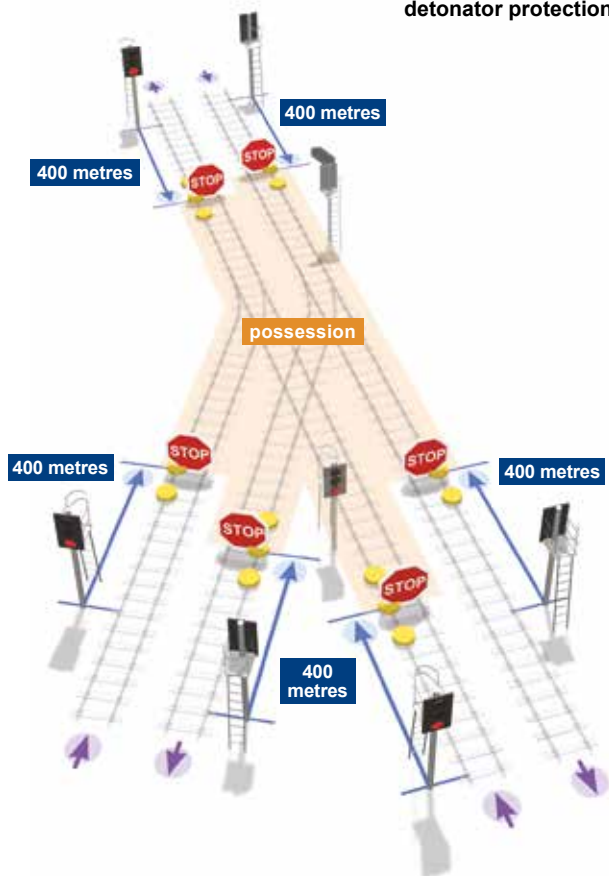 detonator protection
400 metres
400 metres
STOP
STOP
possession
STOP
STOP
400 metres
400 metres
STOP
STOP
400
metres